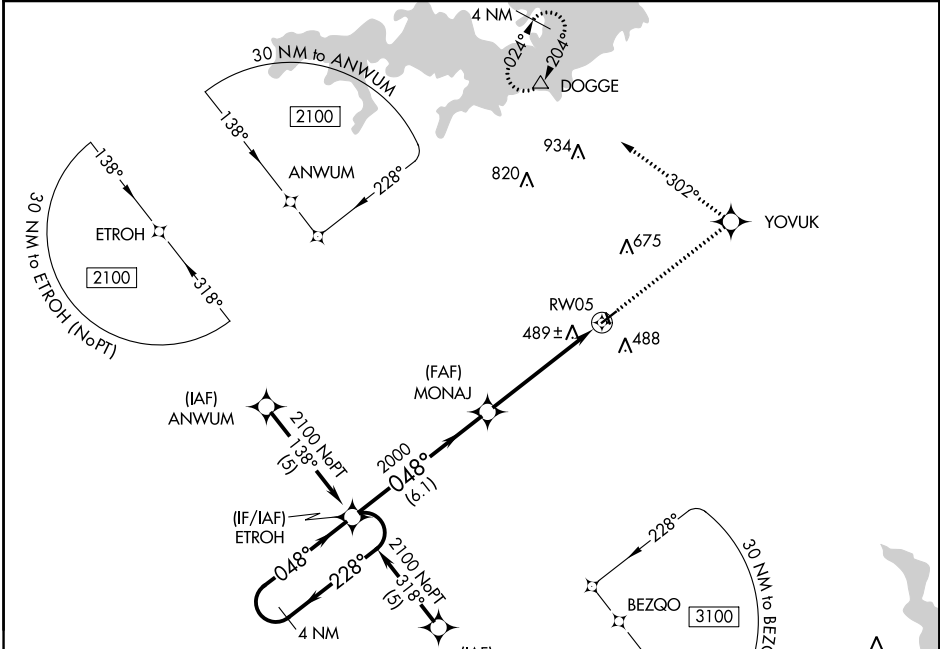 4 NM
024°
204°
DOGGE
30 NM to ANWUM
2100
138°
228°
ANWUM
934
820
302°
YOVUK
675
138°
ETROH
2100
318°
30 NM to ETROH (NoPT)
RW05
489±
488
(FAF)
MONAJ
(IAF)
ANWUM
2100 NoPT
138°
(5)
2000
048°
(6.1)
(IF/IAF)
ETROH
048°
228°
2100 NoPT
318°
(5)
4 NM
228°
BEZQO
3100
30 NM to